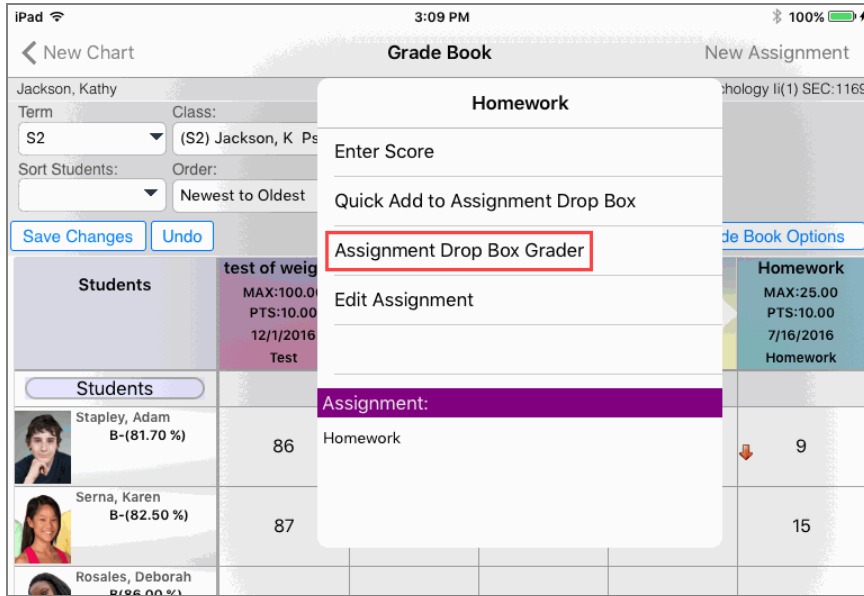 iPad 3:09 PM 100%
New Chart Grade Book New Assignment
Jackson, Kathy chology Ii(1) SEC:1169
Homework
Term Class:
S2 (S2) Jackson, K Ps
Enter Score
Sort Students: Order:
Newest to Oldest
Quick Add to Assignment Drop Box
Save Changes Undo de Book Options
Assignment Drop Box Grader
Edit Assignment
Students
test of weig
MAX:100.0
PTS:10.00
12/1/2016
Test
Homework
MAX:25.00
PTS:10.00
7/16/2016
Homework
Students
Assignment:
Homework
Stapley, Adam
B-(81.70 %) 86 9
Serna, Karen
B-(82.50 %) 87 15
Rosales, Deborah
B(86.00 %)